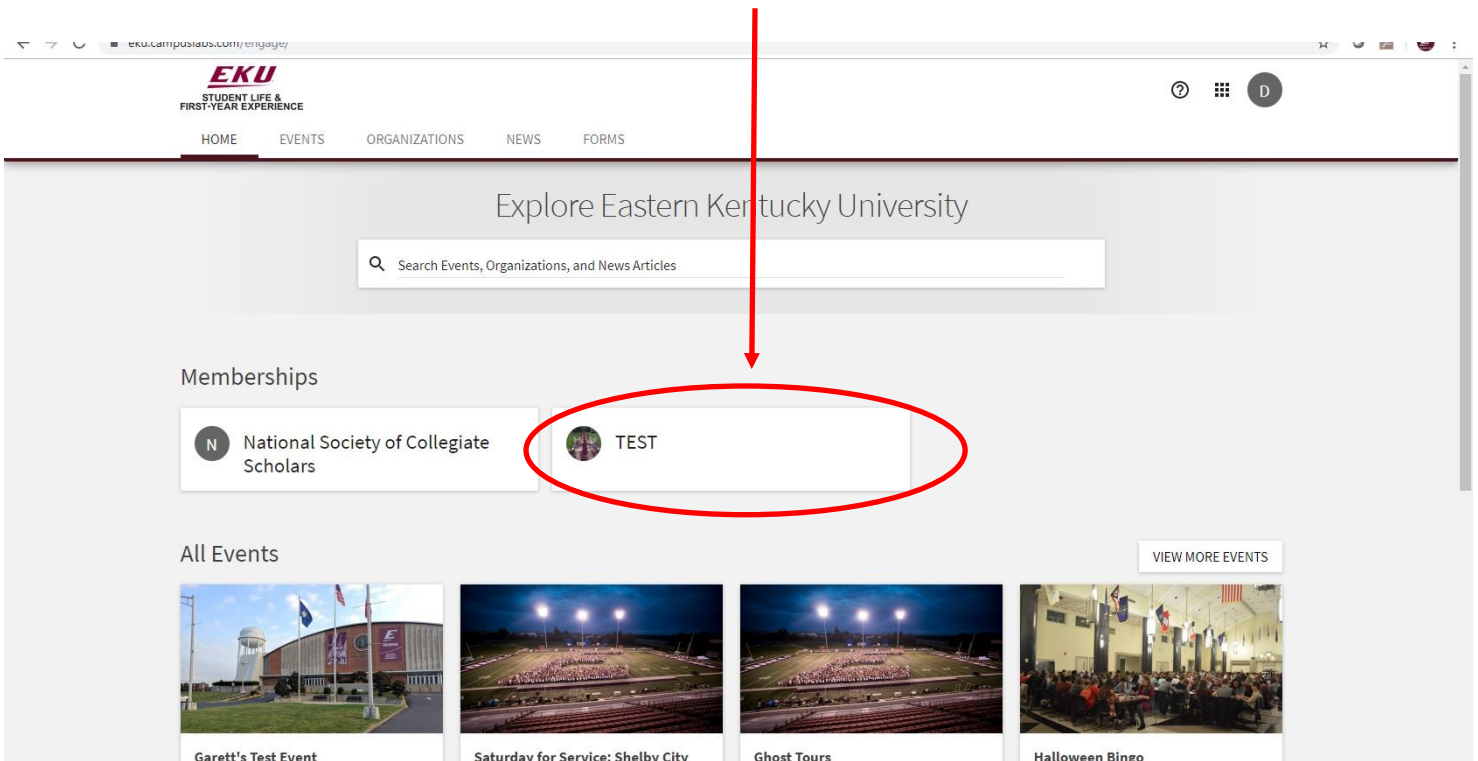 eku.campuslabs.com/engage/
EKU
STUDENT LIFE &
FIRST-YEAR EXPERIENCE
D
HOME EVENTS ORGANIZATIONS NEWS FORMS
Explore Eastern Kentucky University
Search Events, Organizations, and News Articles
Memberships
N National Society of Collegiate
Scholars
TEST
All Events
VIEW MORE EVENTS
Garett's Test Event
Saturday for Service: Shelby City
Ghost Tours
Halloween Bingo